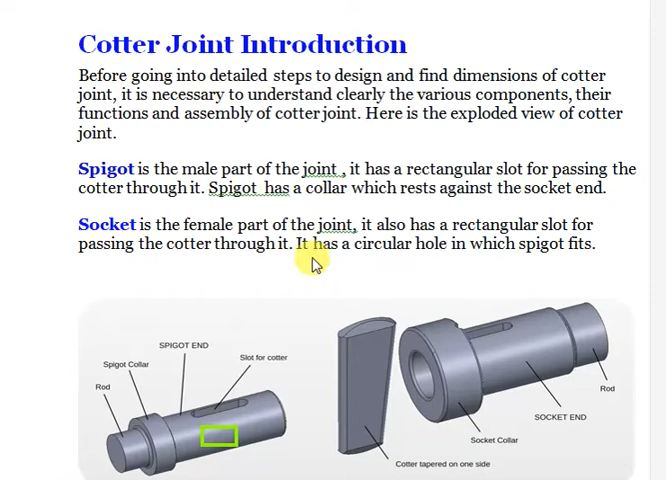 Cotter Joint Introduction
Before going into detailed steps to design and find dimensions of cotter
joint, it is necessary to understand clearly the various components, their
functions and assembly of cotter joint. Here is the exploded view of cotter
joint.
Spigot is the male part of the joint , it has a rectangular slot for passing the
cotter through it. Spigot  has a collar which rests against the socket end.
Socket is the female part of the joint, it also has a rectangular slot for
passing the cotter through it. It has a circular hole in which spigot fits.
SPIGOT END
Slot for cotter
Spigot Collar
Rod
Rod
SOCKET END
Socket Collar
Cotter tapered on one side